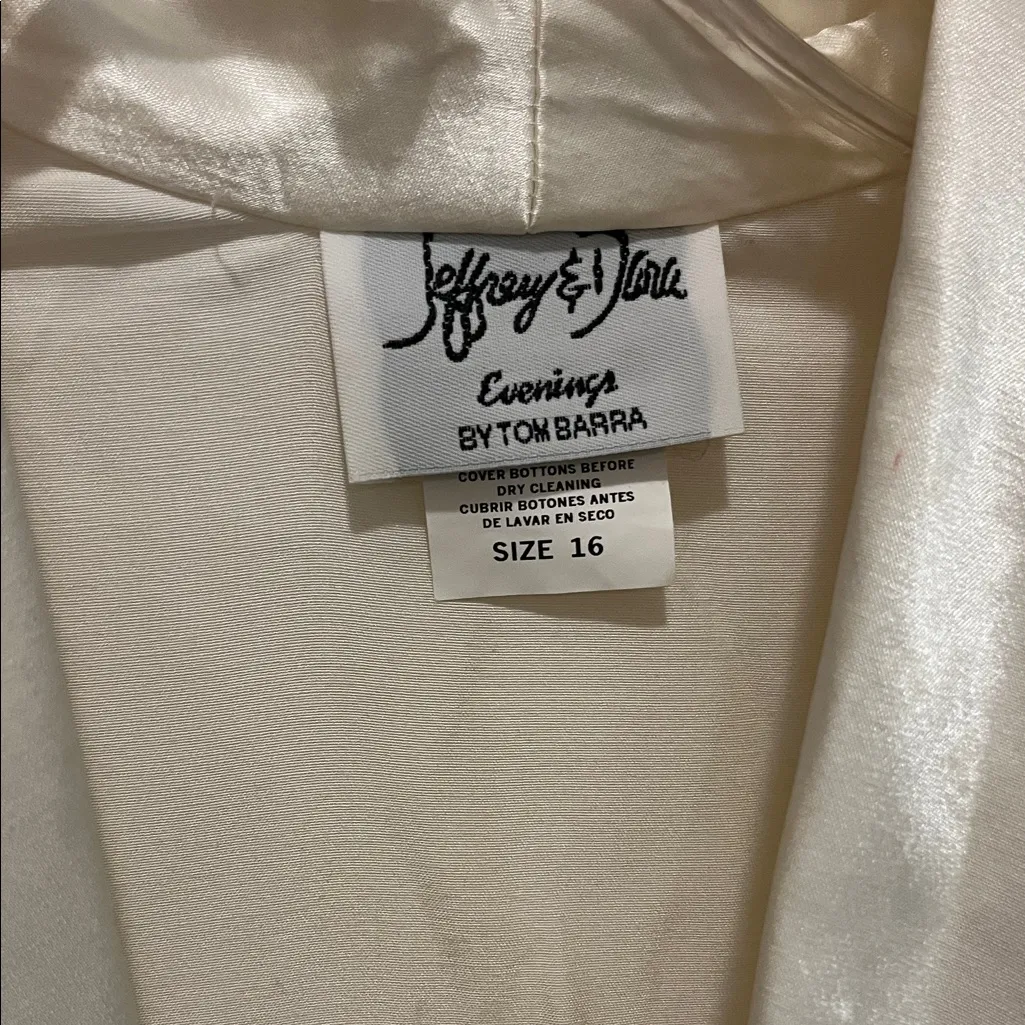 Jeffrey & Dara
Evenings
BY TOM BARRA
COVER BOTTONS BEFORE
DRY CLEANING
CUBRIR BOTONES ANTES
DE LAVAR EN SECO
SIZE 16